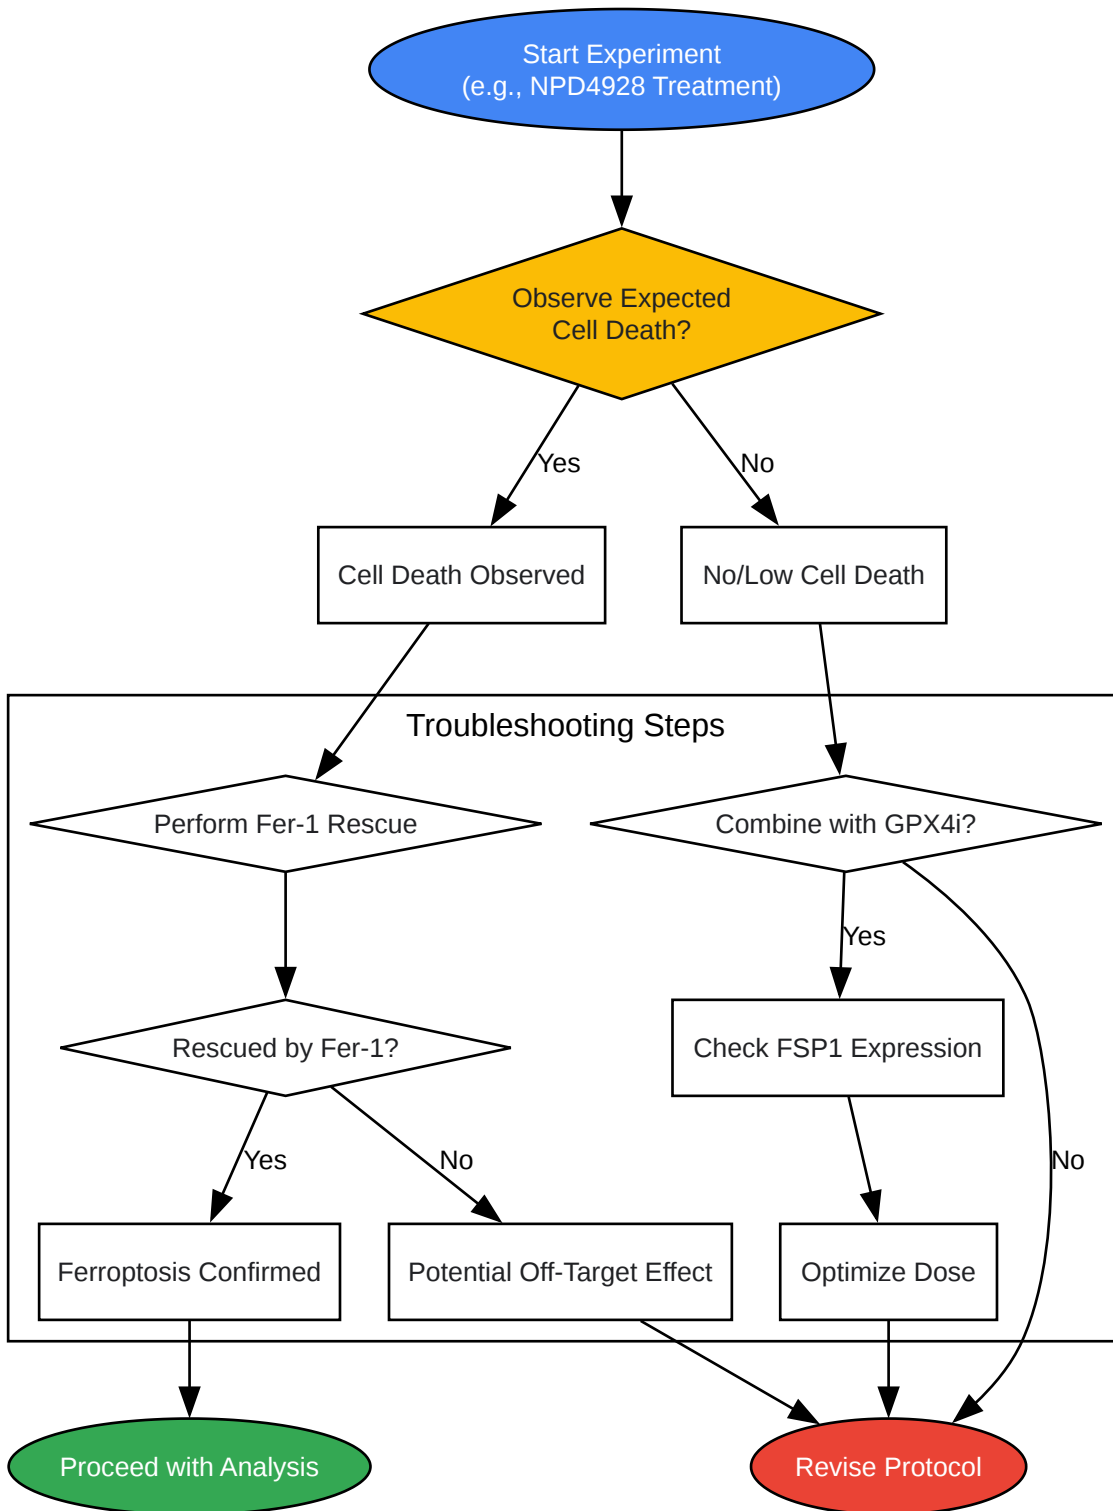 Start Experiment
(e.g., NPD4928 Treatment)
Observe Expected
Cell Death?
Yes
No
Cell Death Observed
No/Low Cell Death
Troubleshooting Steps
Perform Fer-1 Rescue
Combine with GPX4i?
Yes
Rescued by Fer-1?
Check FSP1 Expression
Yes
No
No
Ferroptosis Confirmed
Potential Off-Target Effect
Optimize Dose
Proceed with Analysis
Revise Protocol